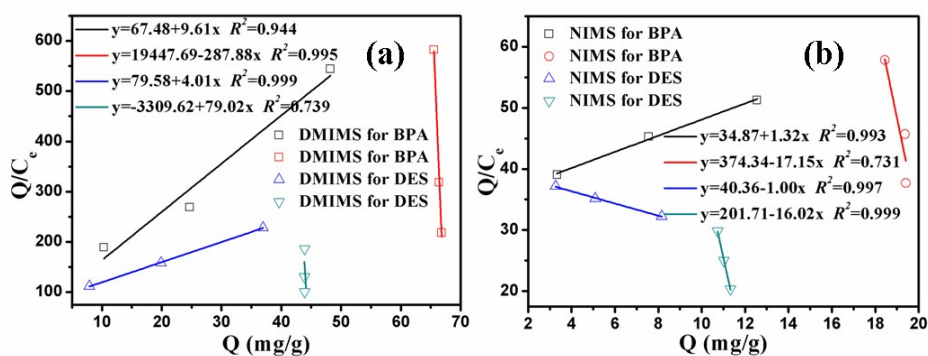 (a)
y=67.48+9.61x R²=0.944
y=19447.69-287.88x R²=0.995
y=79.58+4.01x R²=0.999
y=-3309.62+79.02x R²=0.739
DMIMS for BPA
DMIMS for BPA
DMIMS for DES
DMIMS for DES
Q/Ce
600
500
400
300
200
100
10 20 30 40 50 60 70
Q (mg/g)
(b)
NIMS for BPA
NIMS for BPA
NIMS for DES
NIMS for DES
y=34.87+1.32x R²=0.993
y=374.34-17.15x R²=0.731
y=40.36-1.00x R²=0.997
y=201.71-16.02x R²=0.999
Q/Ce
60
50
40
30
20
2 4 6 8 10 12 14 16 18 20
Q (mg/g)